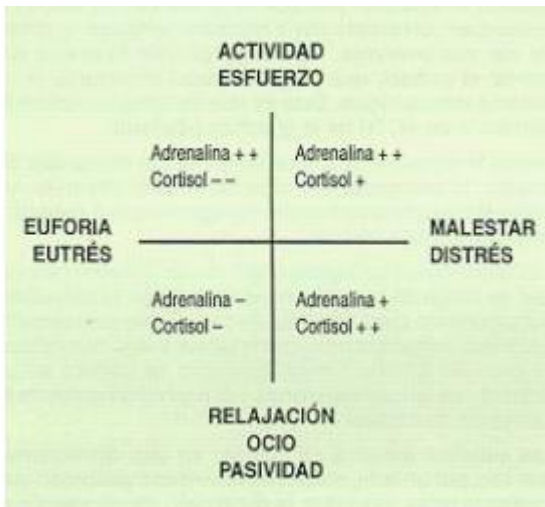 ACTIVIDAD
ESFUERZO
Adrenalina + +
Cortisol – –
Adrenalina + +
Cortisol +
EUFORIA
EUTRÉS
MALESTAR
DISTRÉS
Adrenalina –
Cortisol –
Adrenalina +
Cortisol + +
RELAJACIÓN
OCIO
PASIVIDAD